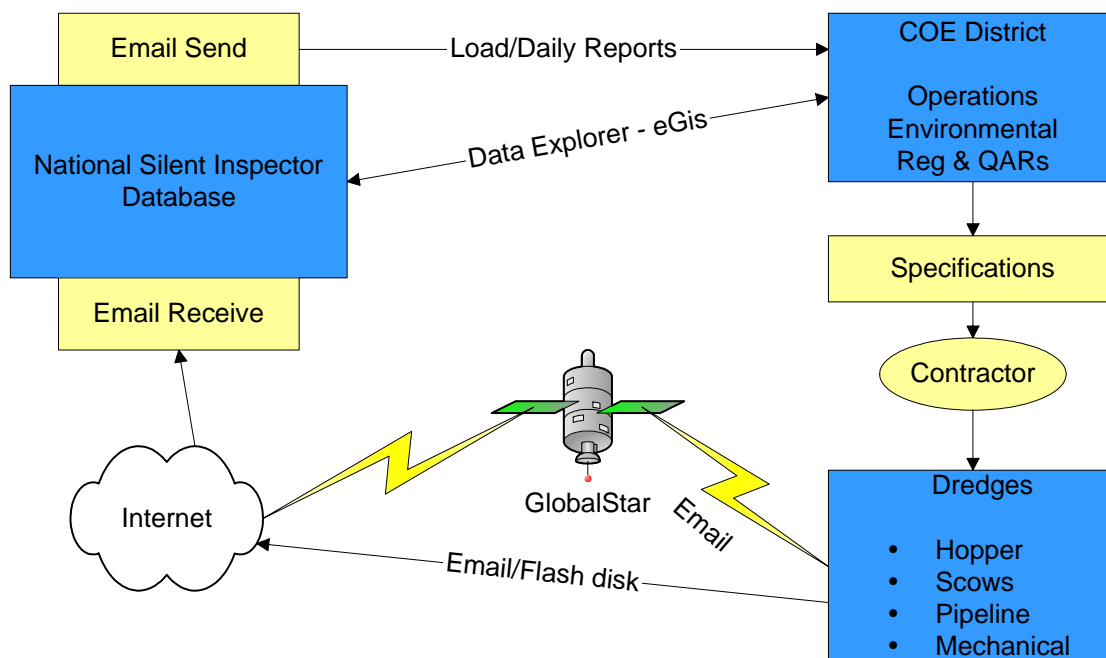 Email Send
Load/Daily Reports
COE District
Operations
Environmental
Reg & QARs
Data Explorer - eGis
National Silent Inspector
Database
Email Receive
Specifications
Contractor
GlobalStar
Email
Internet
Email/Flash disk
Dredges
• Hopper
• Scows
• Pipeline
• Mechanical